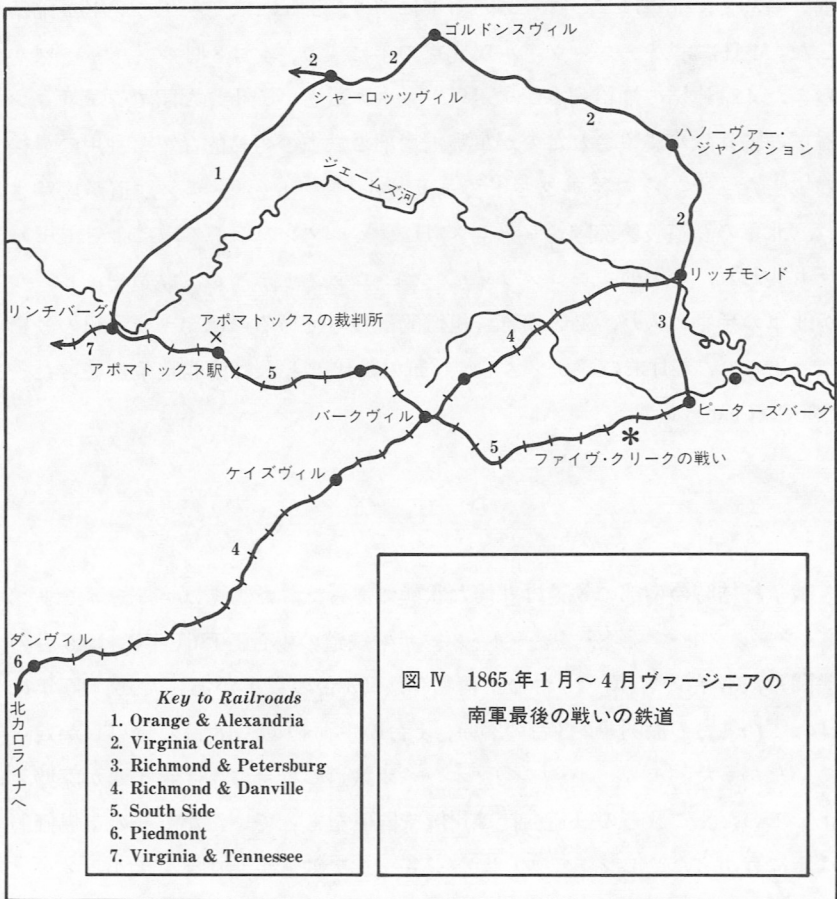 ゴルドンスヴィル
2
2
シャーロッツヴィル
2
ハノーヴァー・
ジャンクション
1
ジェームズ河
2
リッチモンド
リンチバーグ
アポマトックスの裁判所
×
4
3
7
アポマトックス駅
5
バークヴィル
ピーターズバーグ
5
*
ファイヴ・クリークの戦い
ケイズヴィル
4
ダンヴィル
6
北カロライナへ
Key to Railroads
1. Orange & Alexandria
2. Virginia Central
3. Richmond & Petersburg
4. Richmond & Danville
5. South Side
6. Piedmont
7. Virginia & Tennessee
図 Ⅳ 1865年1月〜4月ヴァージニアの
南軍最後の戦いの鉄道